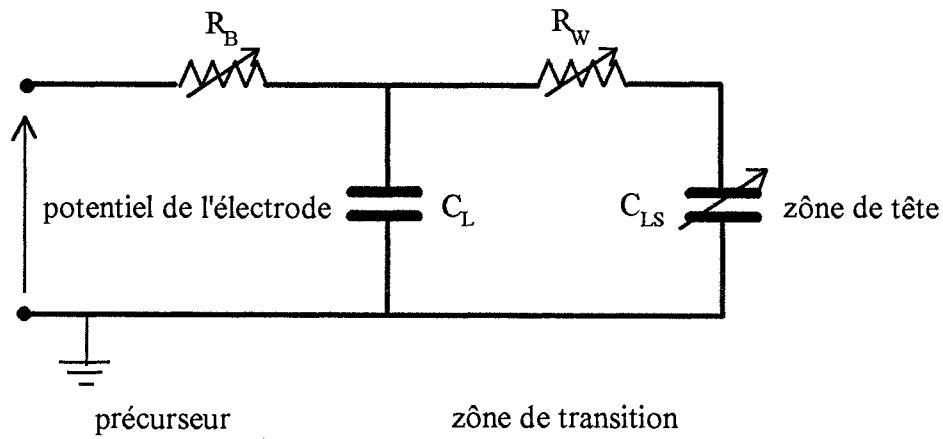 R_B
R_W
potentiel de l'électrode
C_L
C_LS
zône de tête
précurseur
zône de transition